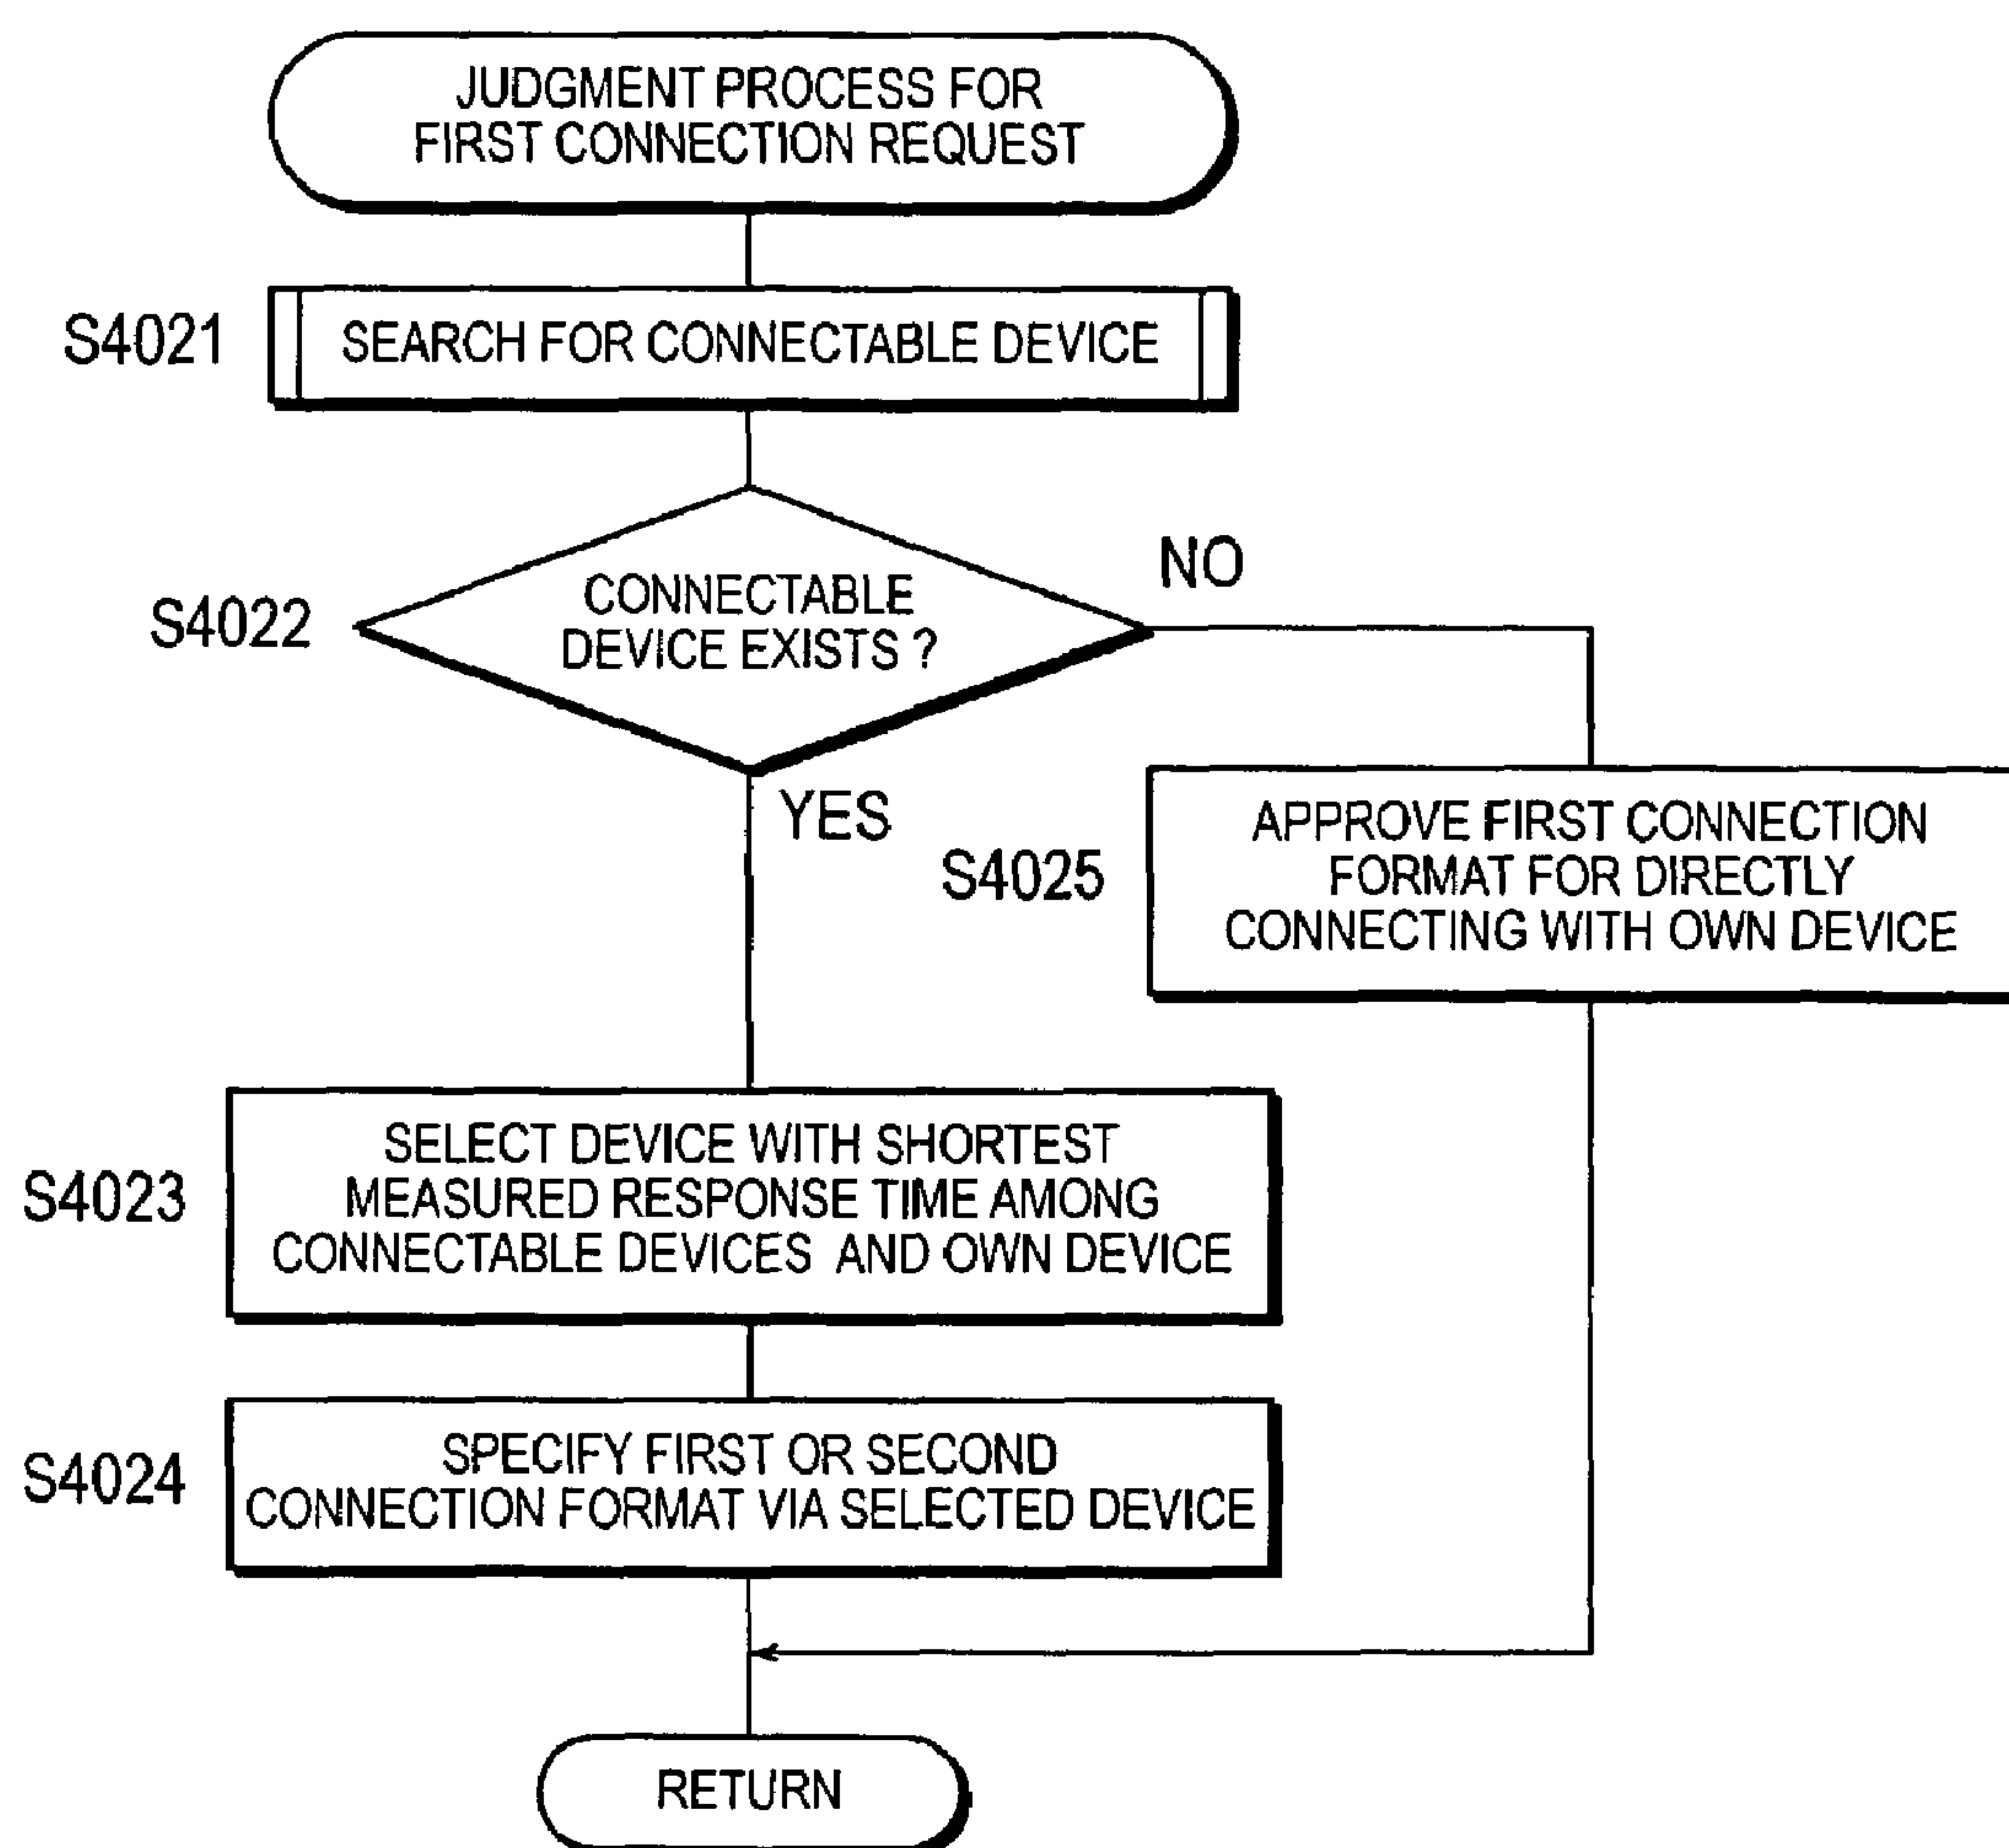 JUDGMENT PROCESS FOR
FIRST CONNECTION REQUEST
S4021
SEARCH FOR CONNECTABLE DEVICE
S4022
CONNECTABLE
DEVICE EXISTS ?
NO
YES
S4025
APPROVE FIRST CONNECTION
FORMAT FOR DIRECTLY
CONNECTING WITH OWN DEVICE
S4023
SELECT DEVICE WITH SHORTEST
MEASURED RESPONSE TIME AMONG
CONNECTABLE DEVICES AND OWN DEVICE
S4024
SPECIFY FIRST OR SECOND
CONNECTION FORMAT VIA SELECTED DEVICE
RETURN